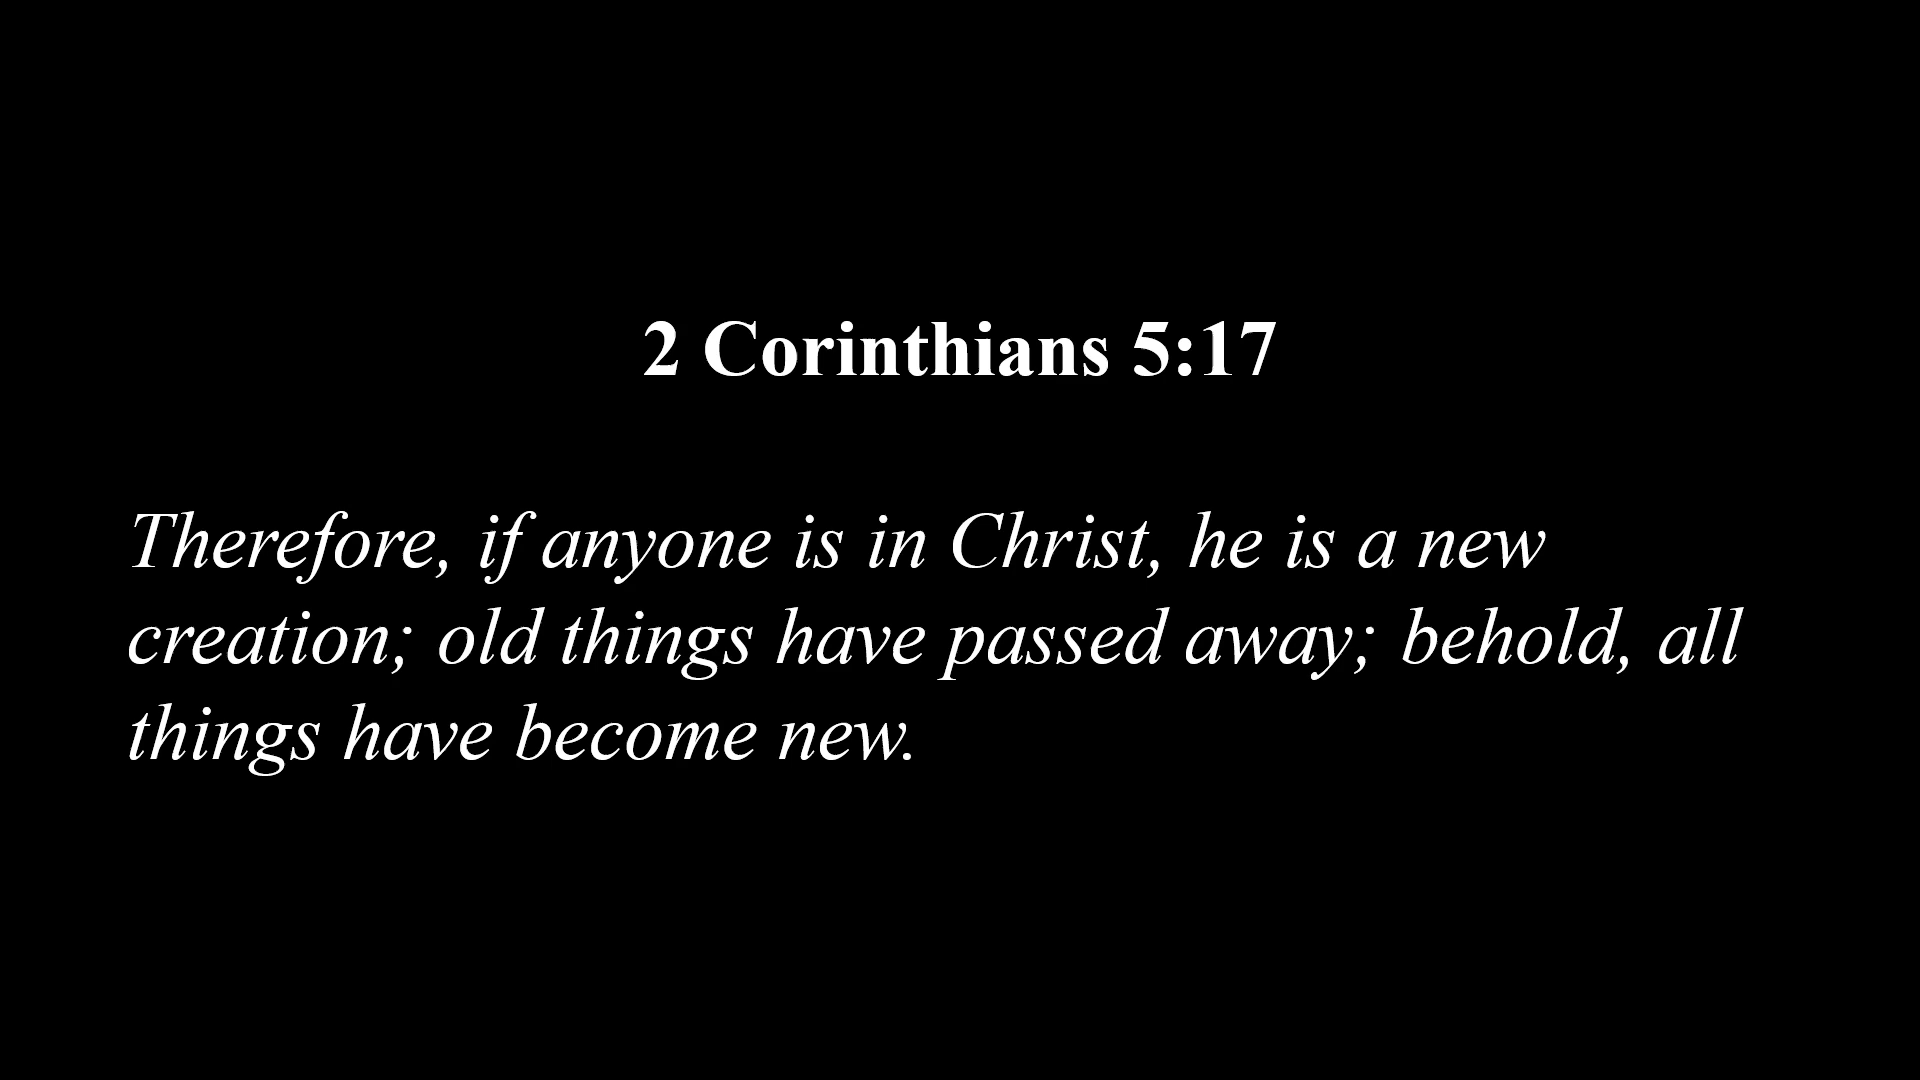 2 Corinthians 5:17
Therefore, if anyone is in Christ, he is a new
creation; old things have passed away; behold, all
things have become new.